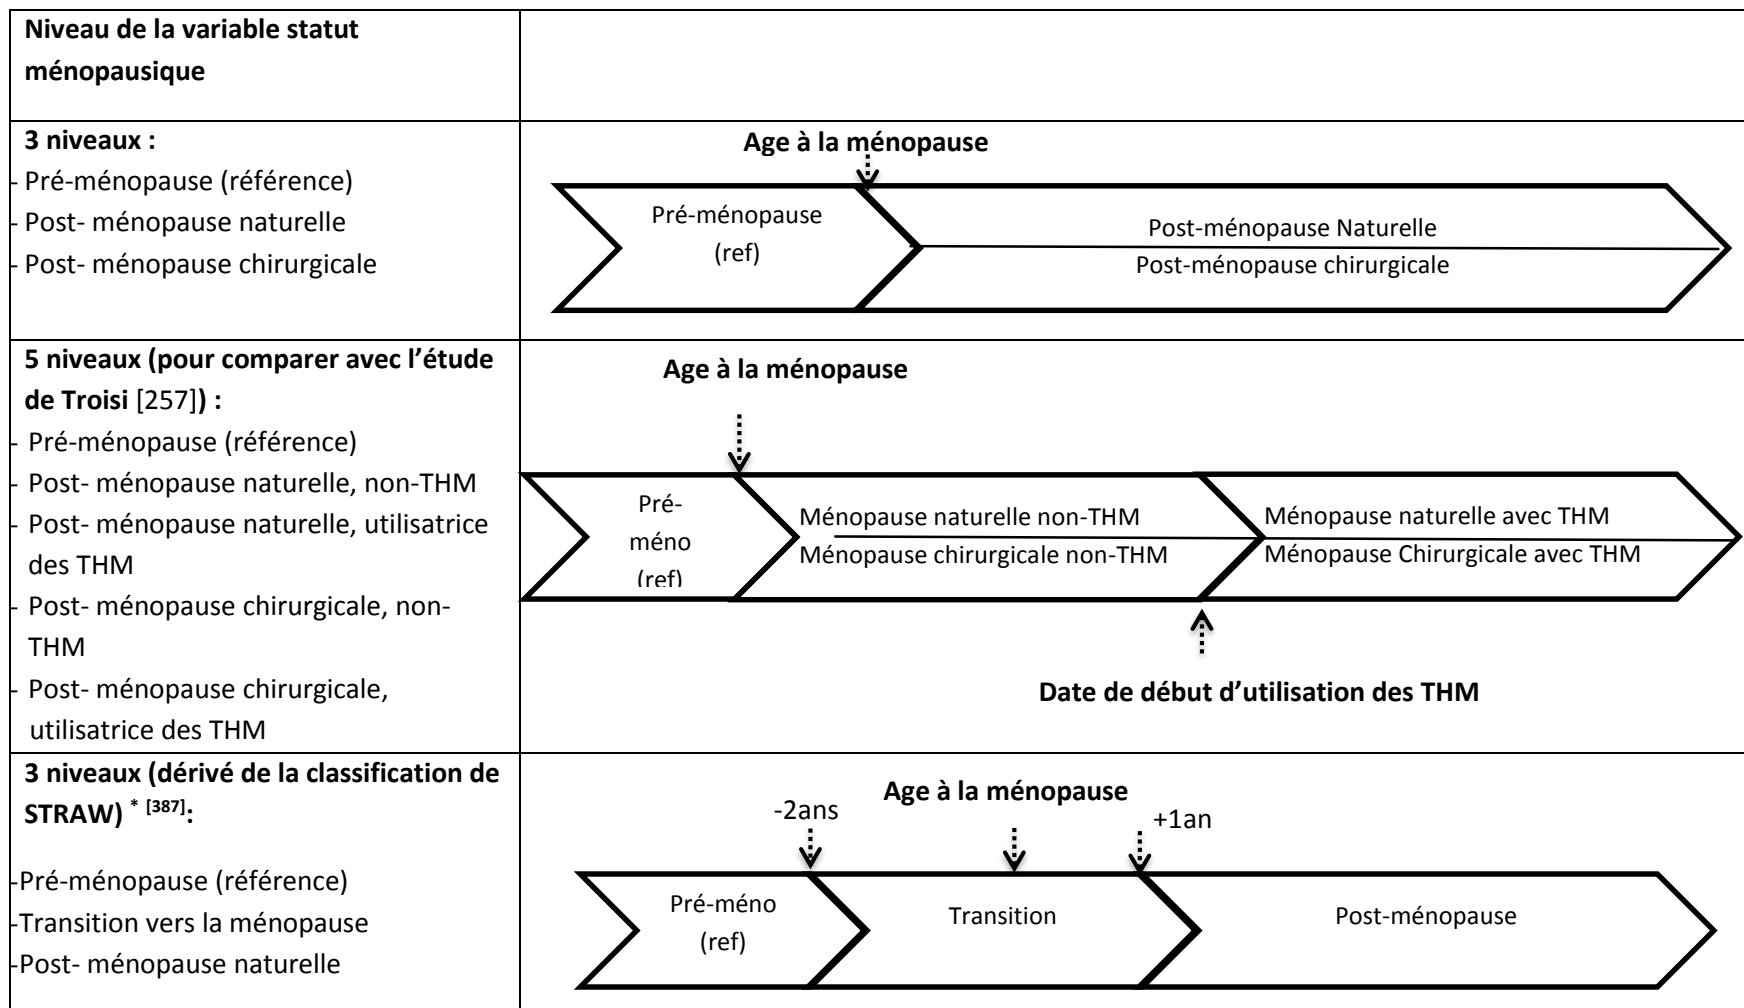 Niveau de la variable statut
ménopausique
3 niveaux :
- Pré-ménopause (référence)
- Post- ménopause naturelle
- Post- ménopause chirurgicale
Age à la ménopause
Pré-ménopause
(ref)
Post-ménopause Naturelle
Post-ménopause chirurgicale
5 niveaux (pour comparer avec l’étude
de Troisi [257]) :
- Pré-ménopause (référence)
- Post- ménopause naturelle, non-THM
- Post- ménopause naturelle, utilisatrice
des THM
- Post- ménopause chirurgicale, non-
THM
- Post- ménopause chirurgicale,
utilisatrice des THM
Age à la ménopause
Pré-
méno
(ref)
Ménopause naturelle non-THM
Ménopause chirurgicale non-THM
Ménopause naturelle avec THM
Ménopause Chirurgicale avec THM
Date de début d’utilisation des THM
3 niveaux (dérivé de la classification de
STRAW) * [387]:
-Pré-ménopause (référence)
-Transition vers la ménopause
-Post- ménopause naturelle
Age à la ménopause
-2ans
+1an
Pré-méno
(ref)
Transition
Post-ménopause